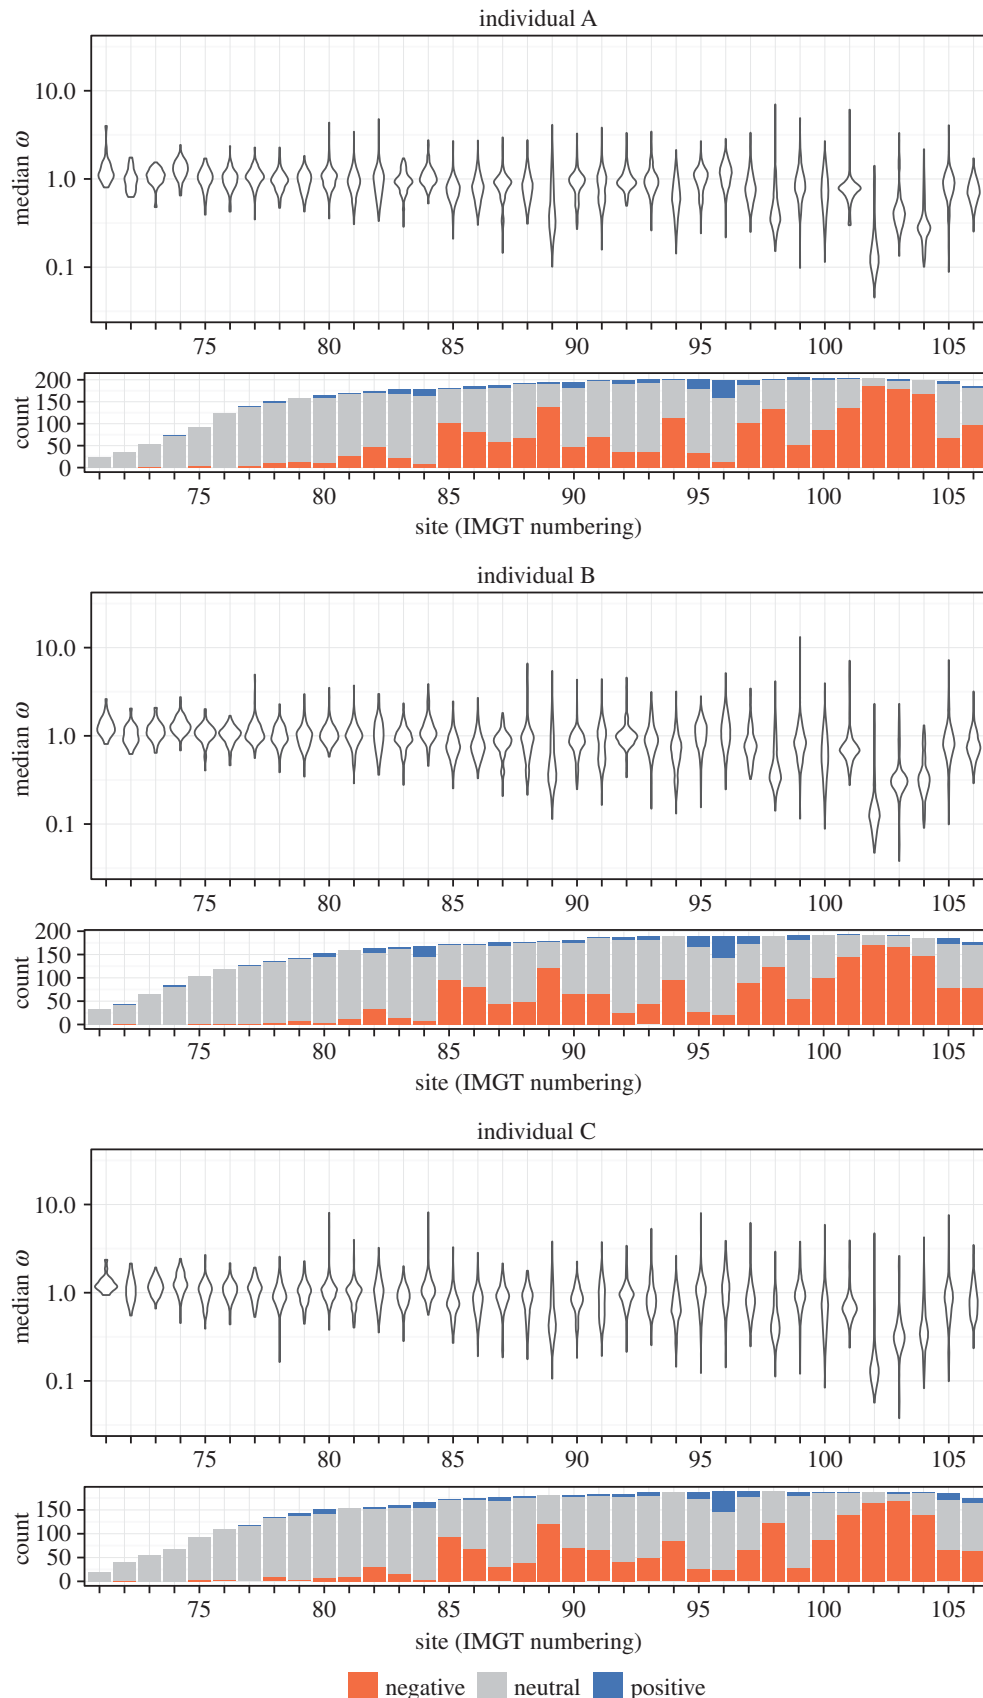 individual A
10.0
1.0
0.1
median ω
75 80 85 90 95 100 105
200
150
100
50
0
count
75 80 85 90 95 100 105
site (IMGT numbering)
individual B
10.0
1.0
0.1
median ω
75 80 85 90 95 100 105
200
150
100
50
0
count
75 80 85 90 95 100 105
site (IMGT numbering)
individual C
10.0
1.0
0.1
median ω
75 80 85 90 95 100 105
150
100
50
0
count
75 80 85 90 95 100 105
site (IMGT numbering)
negative neutral positive